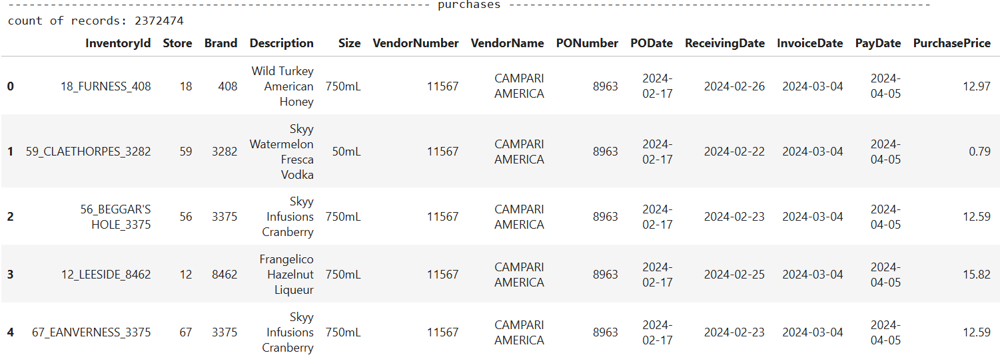 ---------------------------------------------------- purchases ----------------------------------------------------
count of records: 2372474
InventoryId Store Brand Description Size VendorNumber VendorName PONumber PODate ReceivingDate InvoiceDate PayDate PurchasePrice
0 18_FURNESS_408 18 408 Wild Turkey American Honey 750mL 11567 CAMPARI AMERICA 8963 2024-02-17 2024-02-26 2024-03-04 2024-04-05 12.97
1 59_CLAETHORPES_3282 59 3282 Skyy Watermelon Fresca Vodka 50mL 11567 CAMPARI AMERICA 8963 2024-02-17 2024-02-22 2024-03-04 2024-04-05 0.79
2 56_BEGGAR'S HOLE_3375 56 3375 Skyy Infusions Cranberry 750mL 11567 CAMPARI AMERICA 8963 2024-02-17 2024-02-23 2024-03-04 2024-04-05 12.59
3 12_LEESIDE_8462 12 8462 Frangelico Hazelnut Liqueur 750mL 11567 CAMPARI AMERICA 8963 2024-02-17 2024-02-25 2024-03-04 2024-04-05 15.82
4 67_EANVERNESS_3375 67 3375 Skyy Infusions Cranberry 750mL 11567 CAMPARI AMERICA 8963 2024-02-17 2024-02-23 2024-03-04 2024-04-05 12.59